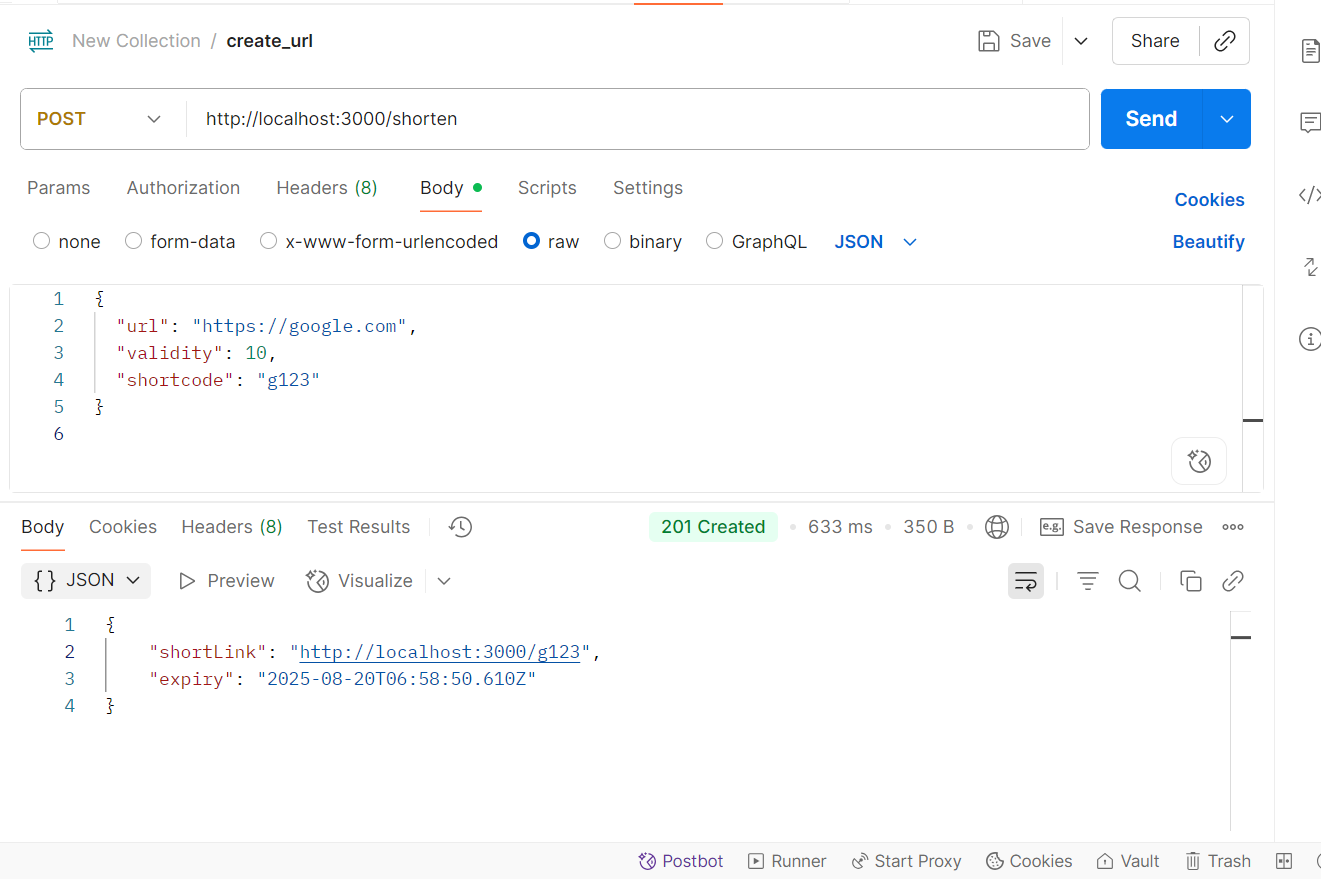 HTTP New Collection / create_url Save Share
POST http://localhost:3000/shorten Send
Params Authorization Headers (8) Body Scripts Settings Cookies
none form-data x-www-form-urlencoded raw binary GraphQL JSON Beautify
1 {
2 "url": "https://google.com",
3 "validity": 10,
4 "shortcode": "g123"
5 }
6
Body Cookies Headers (8) Test Results 201 Created 633 ms 350 B e.g. Save Response
{} JSON Preview Visualize
1 {
2 "shortLink": "http://localhost:3000/g123",
3 "expiry": "2025-08-20T06:58:50.610Z"
4 }
Postbot Runner Start Proxy Cookies Vault Trash